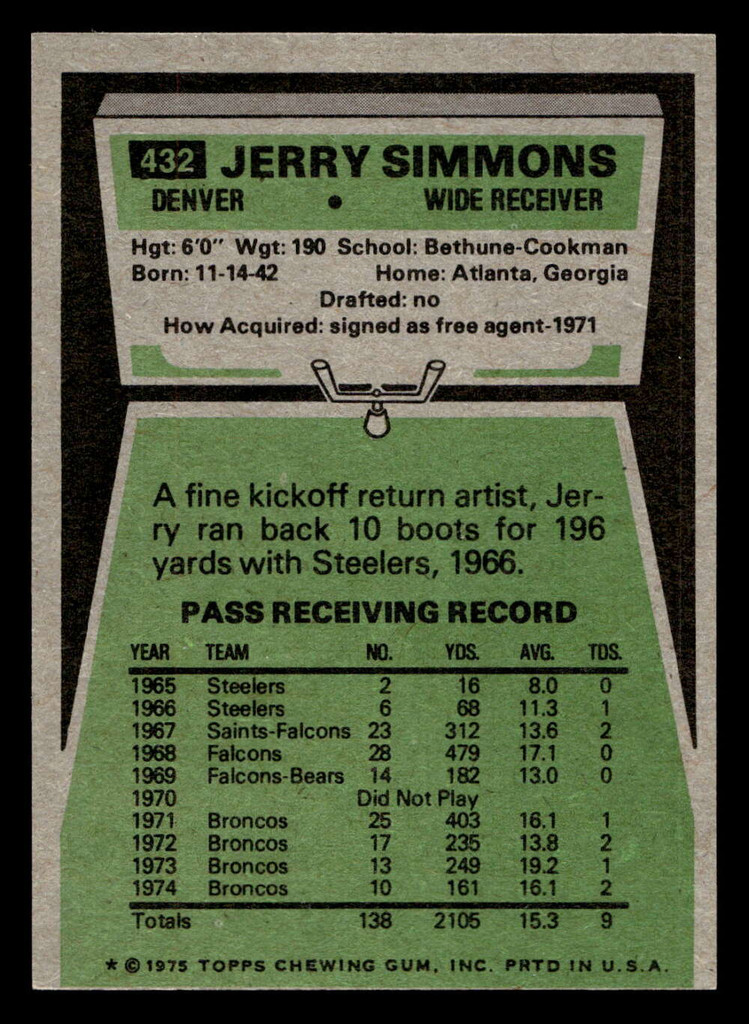 432 JERRY SIMMONS
DENVER • WIDE RECEIVER
Hgt: 6'0" Wgt: 190 School: Bethune-Cookman
Born: 11-14-42 Home: Atlanta, Georgia
Drafted: no
How Acquired: signed as free agent-1971
A fine kickoff return artist, Jer-
ry ran back 10 boots for 196
yards with Steelers, 1966.
PASS RECEIVING RECORD
YEAR TEAM NO. YDS. AVG. TDS.
1965 Steelers 2 16 8.0 0
1966 Steelers 6 68 11.3 1
1967 Saints-Falcons 23 312 13.6 2
1968 Falcons 28 479 17.1 0
1969 Falcons-Bears 14 182 13.0 0
1970 Did Not Play
1971 Broncos 25 403 16.1 1
1972 Broncos 17 235 13.8 2
1973 Broncos 13 249 19.2 1
1974 Broncos 10 161 16.1 2
Totals 138 2105 15.3 9
* © 1975 TOPPS CHEWING GUM, INC. PRTD IN U.S.A.